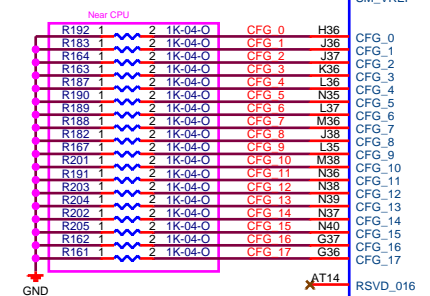 SM_VREF
Near CPU
R192 1 2 1K-04-O CFG_0 H36 CFG_0
R183 1 2 1K-04-O CFG_1 J36 CFG_1
R164 1 2 1K-04-O CFG_2 J37 CFG_2
R163 1 2 1K-04-O CFG_3 K36 CFG_3
R187 1 2 1K-04-O CFG_4 L36 CFG_4
R190 1 2 1K-04-O CFG_5 N35 CFG_5
R189 1 2 1K-04-O CFG_6 L37 CFG_6
R188 1 2 1K-04-O CFG_7 M36 CFG_7
R182 1 2 1K-04-O CFG_8 J38 CFG_8
R167 1 2 1K-04-O CFG_9 L35 CFG_9
R201 1 2 1K-04-O CFG_10 M38 CFG_10
R191 1 2 1K-04-O CFG_11 N36 CFG_11
R203 1 2 1K-04-O CFG_12 N38 CFG_12
R204 1 2 1K-04-O CFG_13 N39 CFG_13
R202 1 2 1K-04-O CFG_14 N37 CFG_14
R205 1 2 1K-04-O CFG_15 N40 CFG_15
R162 1 2 1K-04-O CFG_16 G37 CFG_16
R161 1 2 1K-04-O CFG_17 G36 CFG_17
AT14 RSVD_016
GND